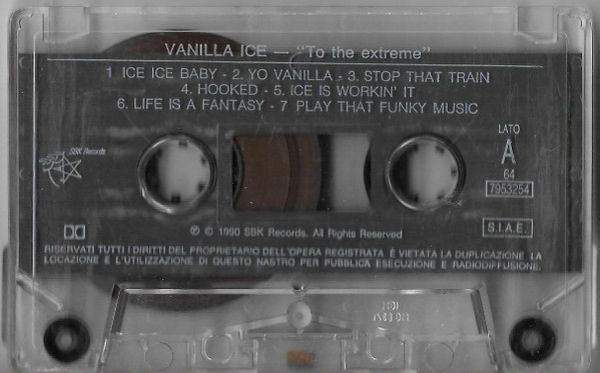 VANILLA ICE — "To the extreme"
1 ICE ICE BABY - 2. YO VANILLA - 3. STOP THAT TRAIN
4. HOOKED - 5. ICE IS WORKIN' IT
6. LIFE IS A FANTASY - 7 PLAY THAT FUNKY MUSIC
SBK Records
LATO
A
64
7953254
℗ © 1990 SBK Records. All Rights Reserved
S.I.A.E.
RISERVATI TUTTI I DIRITTI DEL PROPRIETARIO DELL'OPERA REGISTRATA È VIETATA LA DUPLICAZIONE LA
LOCAZIONE E L'UTILIZZAZIONE DI QUESTO NASTRO PER PUBBLICA ESECUZIONE E RADIODIFFUSIONE.